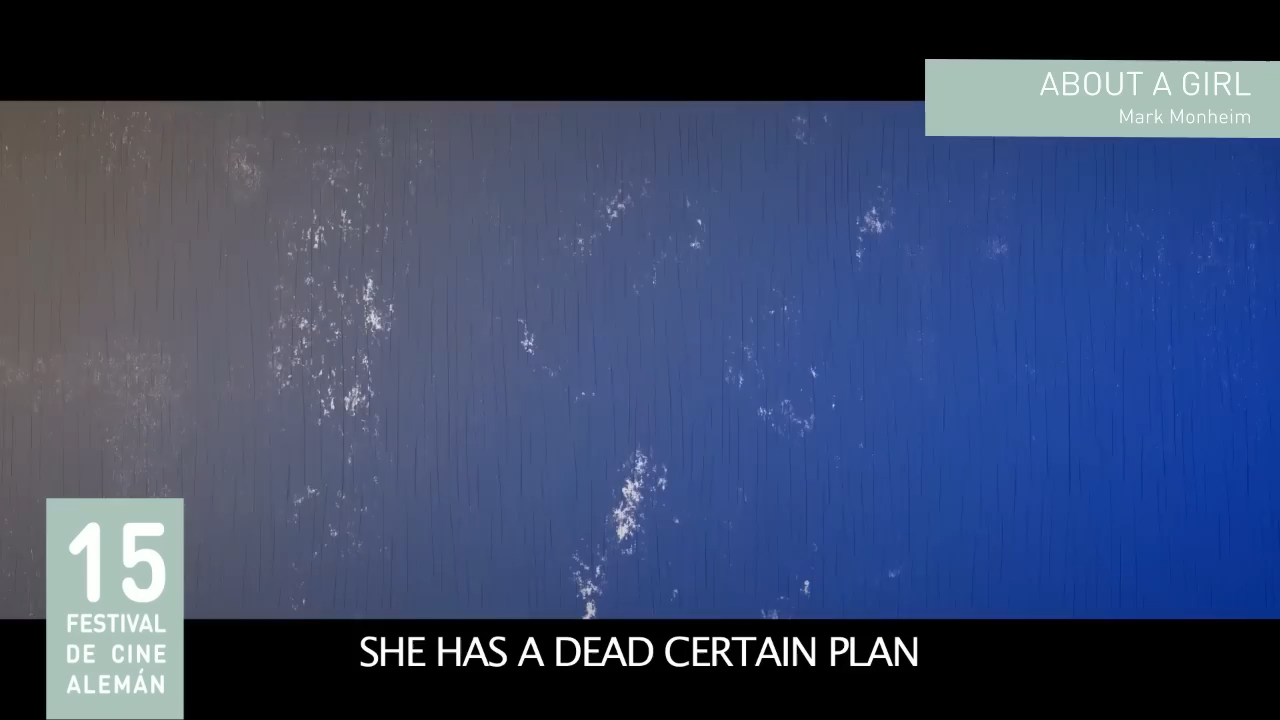 ABOUT A GIRL
Mark Monheim
15
FESTIVAL
DE CINE
ALEMÁN
SHE HAS A DEAD CERTAIN PLAN